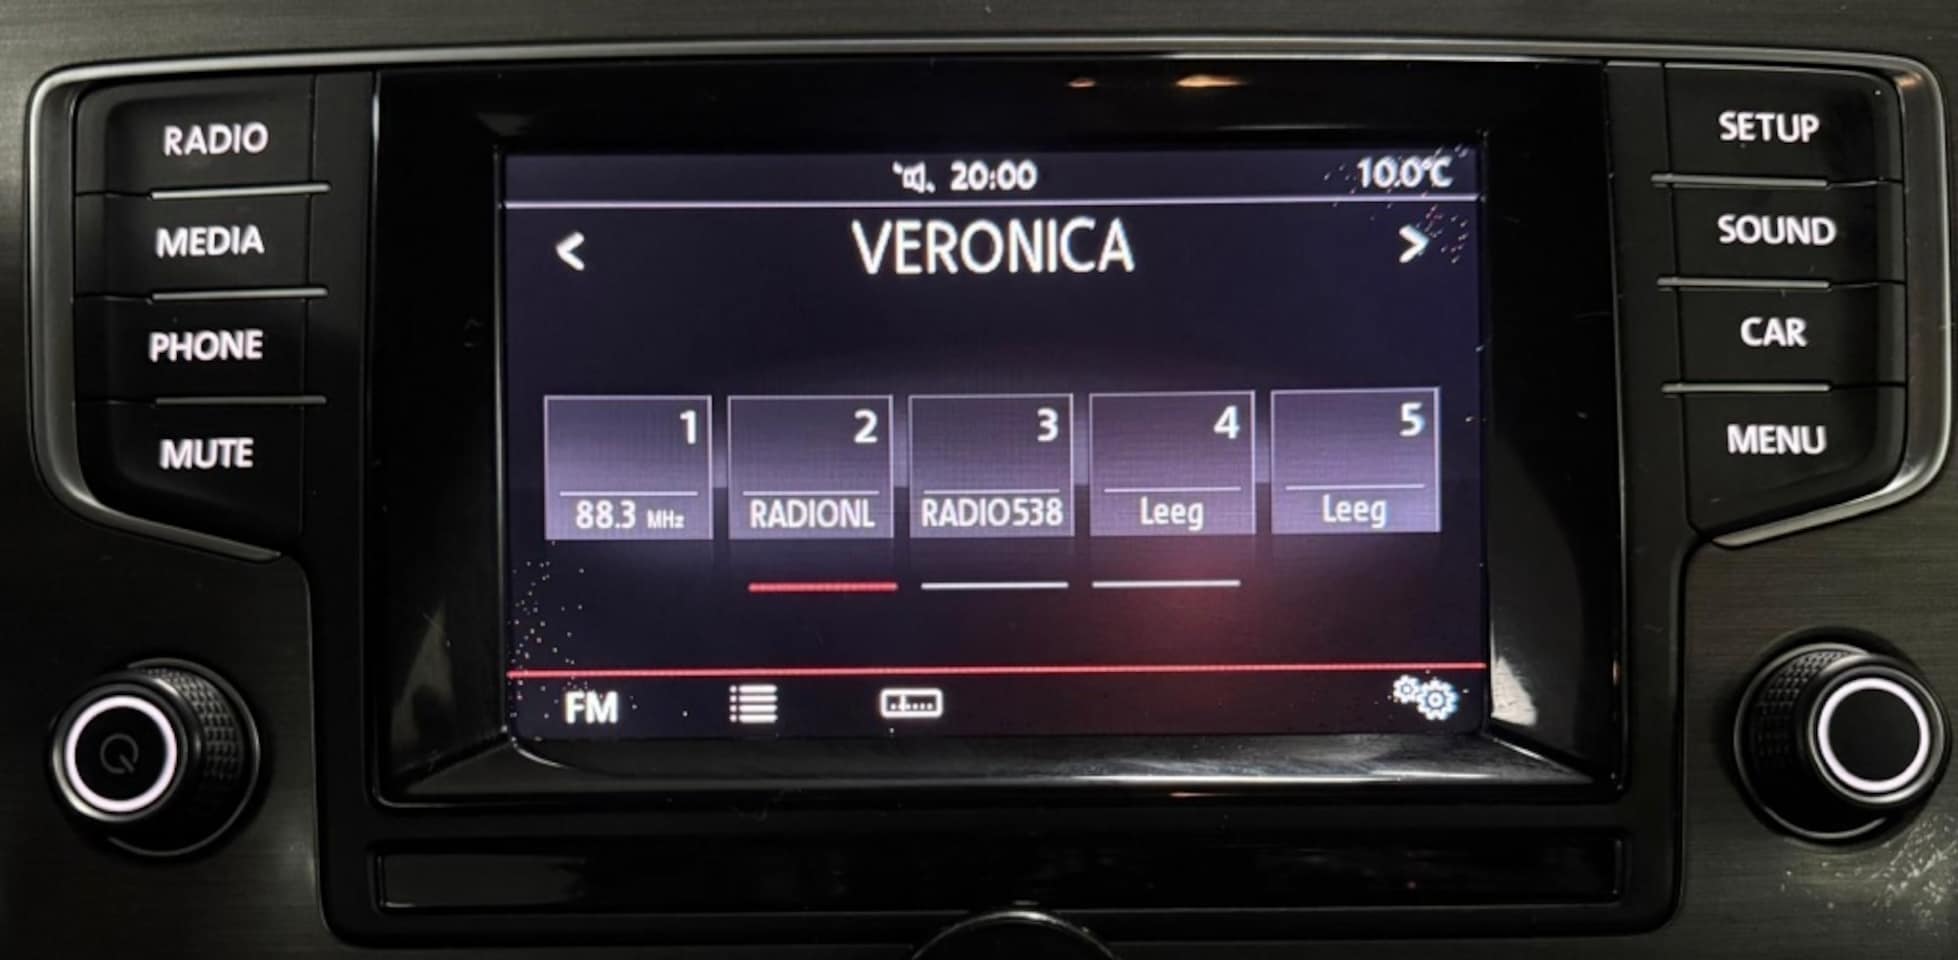 RADIO
MEDIA
PHONE
MUTE
20:00 10.0°C
VERONICA
1 2 3 4 5
88.3 MHz RADIONL RADIO538 Leeg Leeg
FM
SETUP
SOUND
CAR
MENU